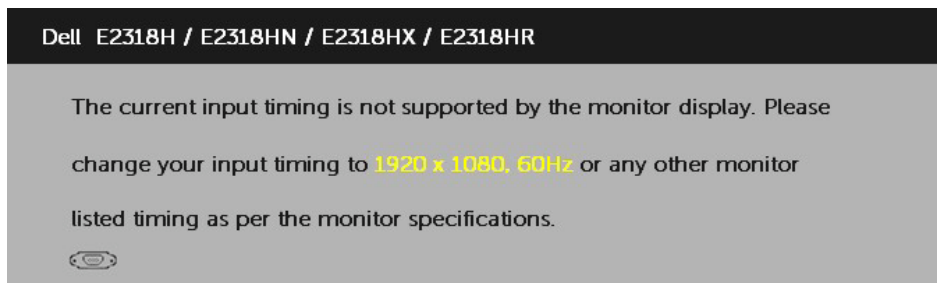 Dell E2318H / E2318HN / E2318HX / E2318HR
The current input timing is not supported by the monitor display. Please
change your input timing to 1920 x 1080, 60Hz or any other monitor
listed timing as per the monitor specifications.